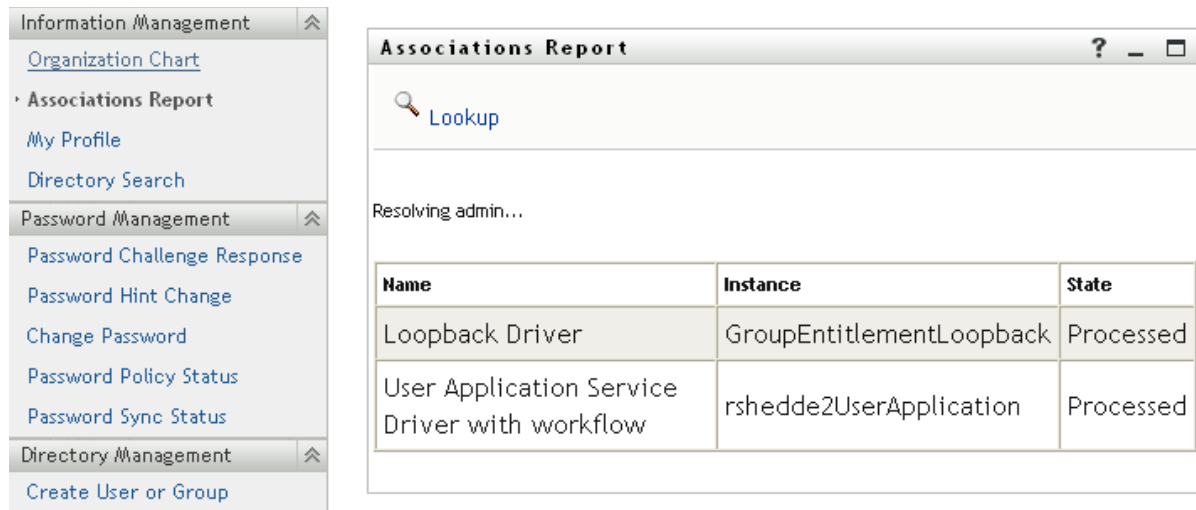 Information Management
Organization Chart
Associations Report
My Profile
Directory Search
Password Management
Password Challenge Response
Password Hint Change
Change Password
Password Policy Status
Password Sync Status
Directory Management
Create User or Group
Associations Report ?
Lookup
Resolving admin...
Name Instance State
Loopback Driver GroupEntitlementLoopback Processed
User Application Service
Driver with workflow rshedde2UserApplication Processed